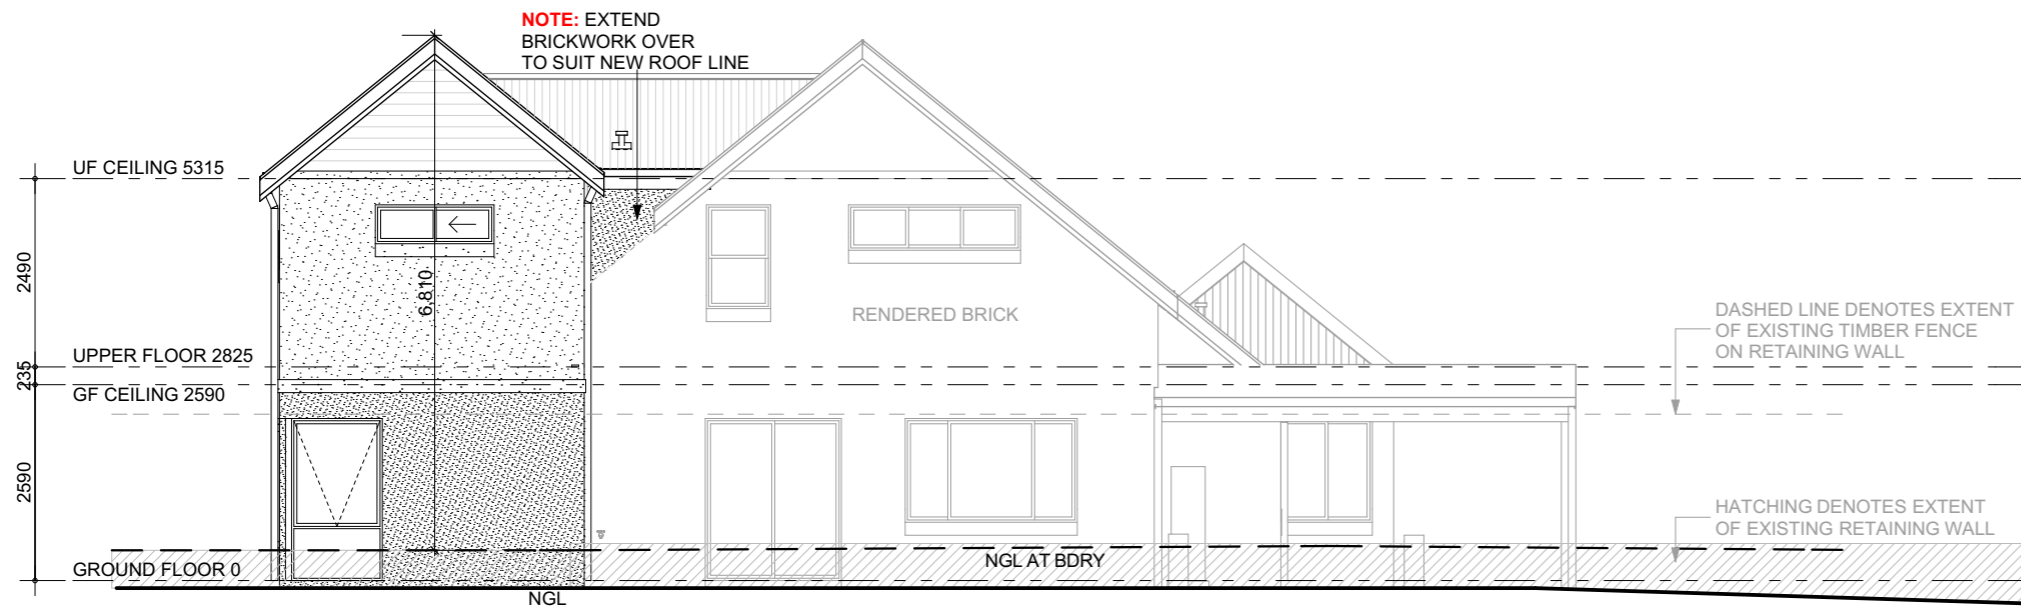 NOTE: EXTEND
BRICKWORK OVER
TO SUIT NEW ROOF LINE
UF CEILING 5315
2490
6,810
RENDERED BRICK
DASHED LINE DENOTES EXTENT
OF EXISTING TIMBER FENCE
ON RETAINING WALL
UPPER FLOOR 2825
235
GF CEILING 2590
2590
HATCHING DENOTES EXTENT
OF EXISTING RETAINING WALL
NGL AT BDRY
GROUND FLOOR 0
NGL